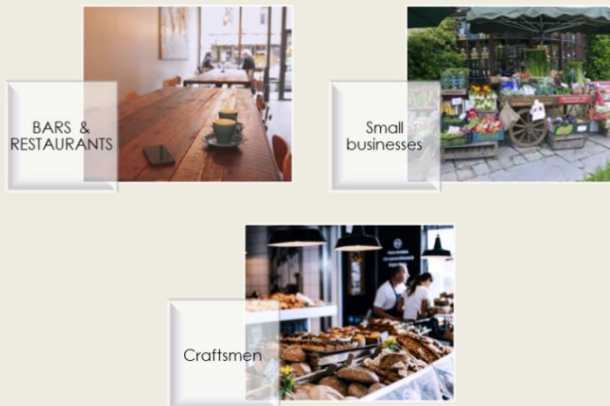 BARS &
RESTAURANTS
Small
businesses
Craftsmen